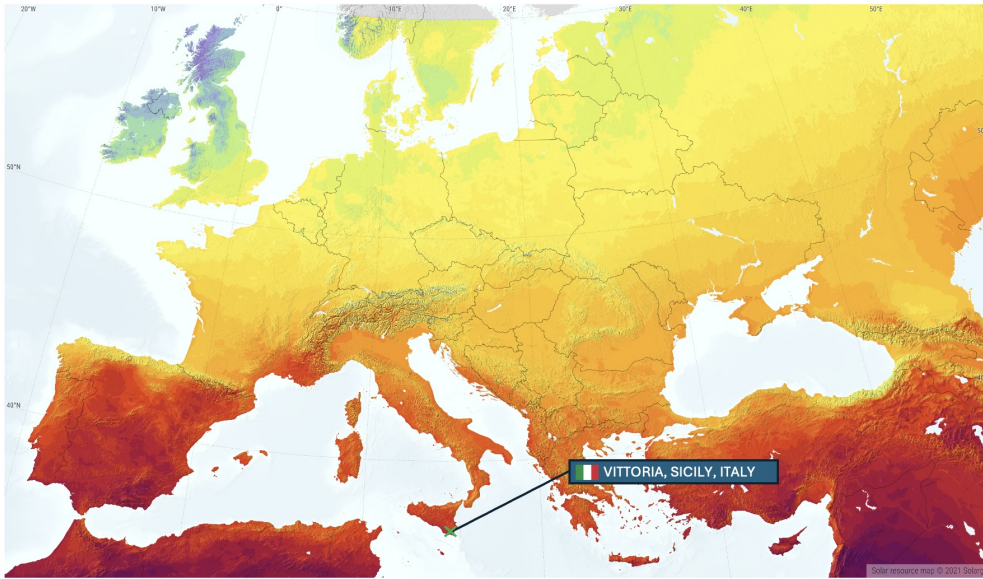 20°W
10°W
0°
10°E
20°E
30°E
40°E
50°E
50°N
40°N
VITTORIA, SICILY, ITALY
Solar resource map © 2021 Solarg